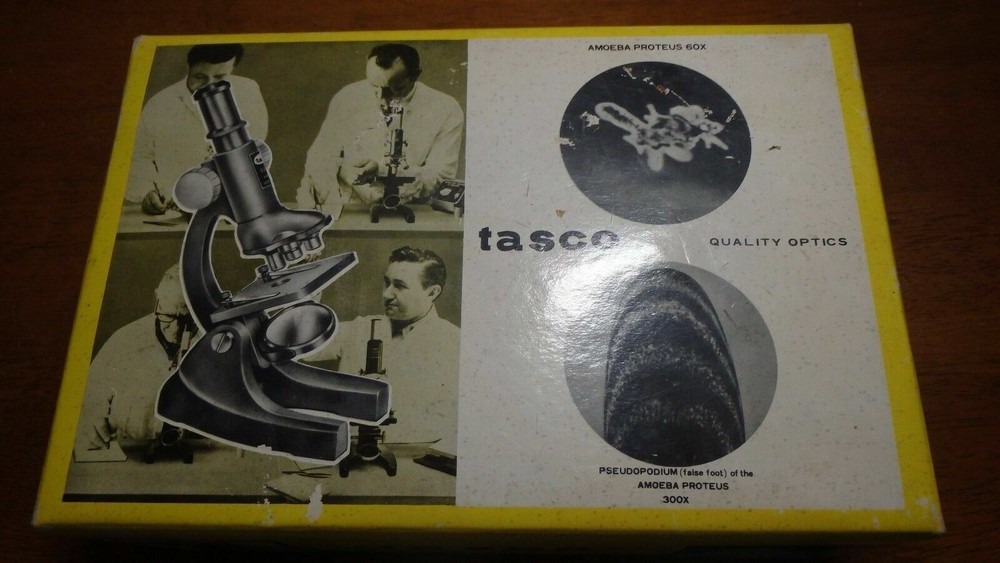 AMOEBA PROTEUS 60X
tasco
QUALITY OPTICS
PSEUDOPODIUM (false foot) of the
AMOEBA PROTEUS
300X